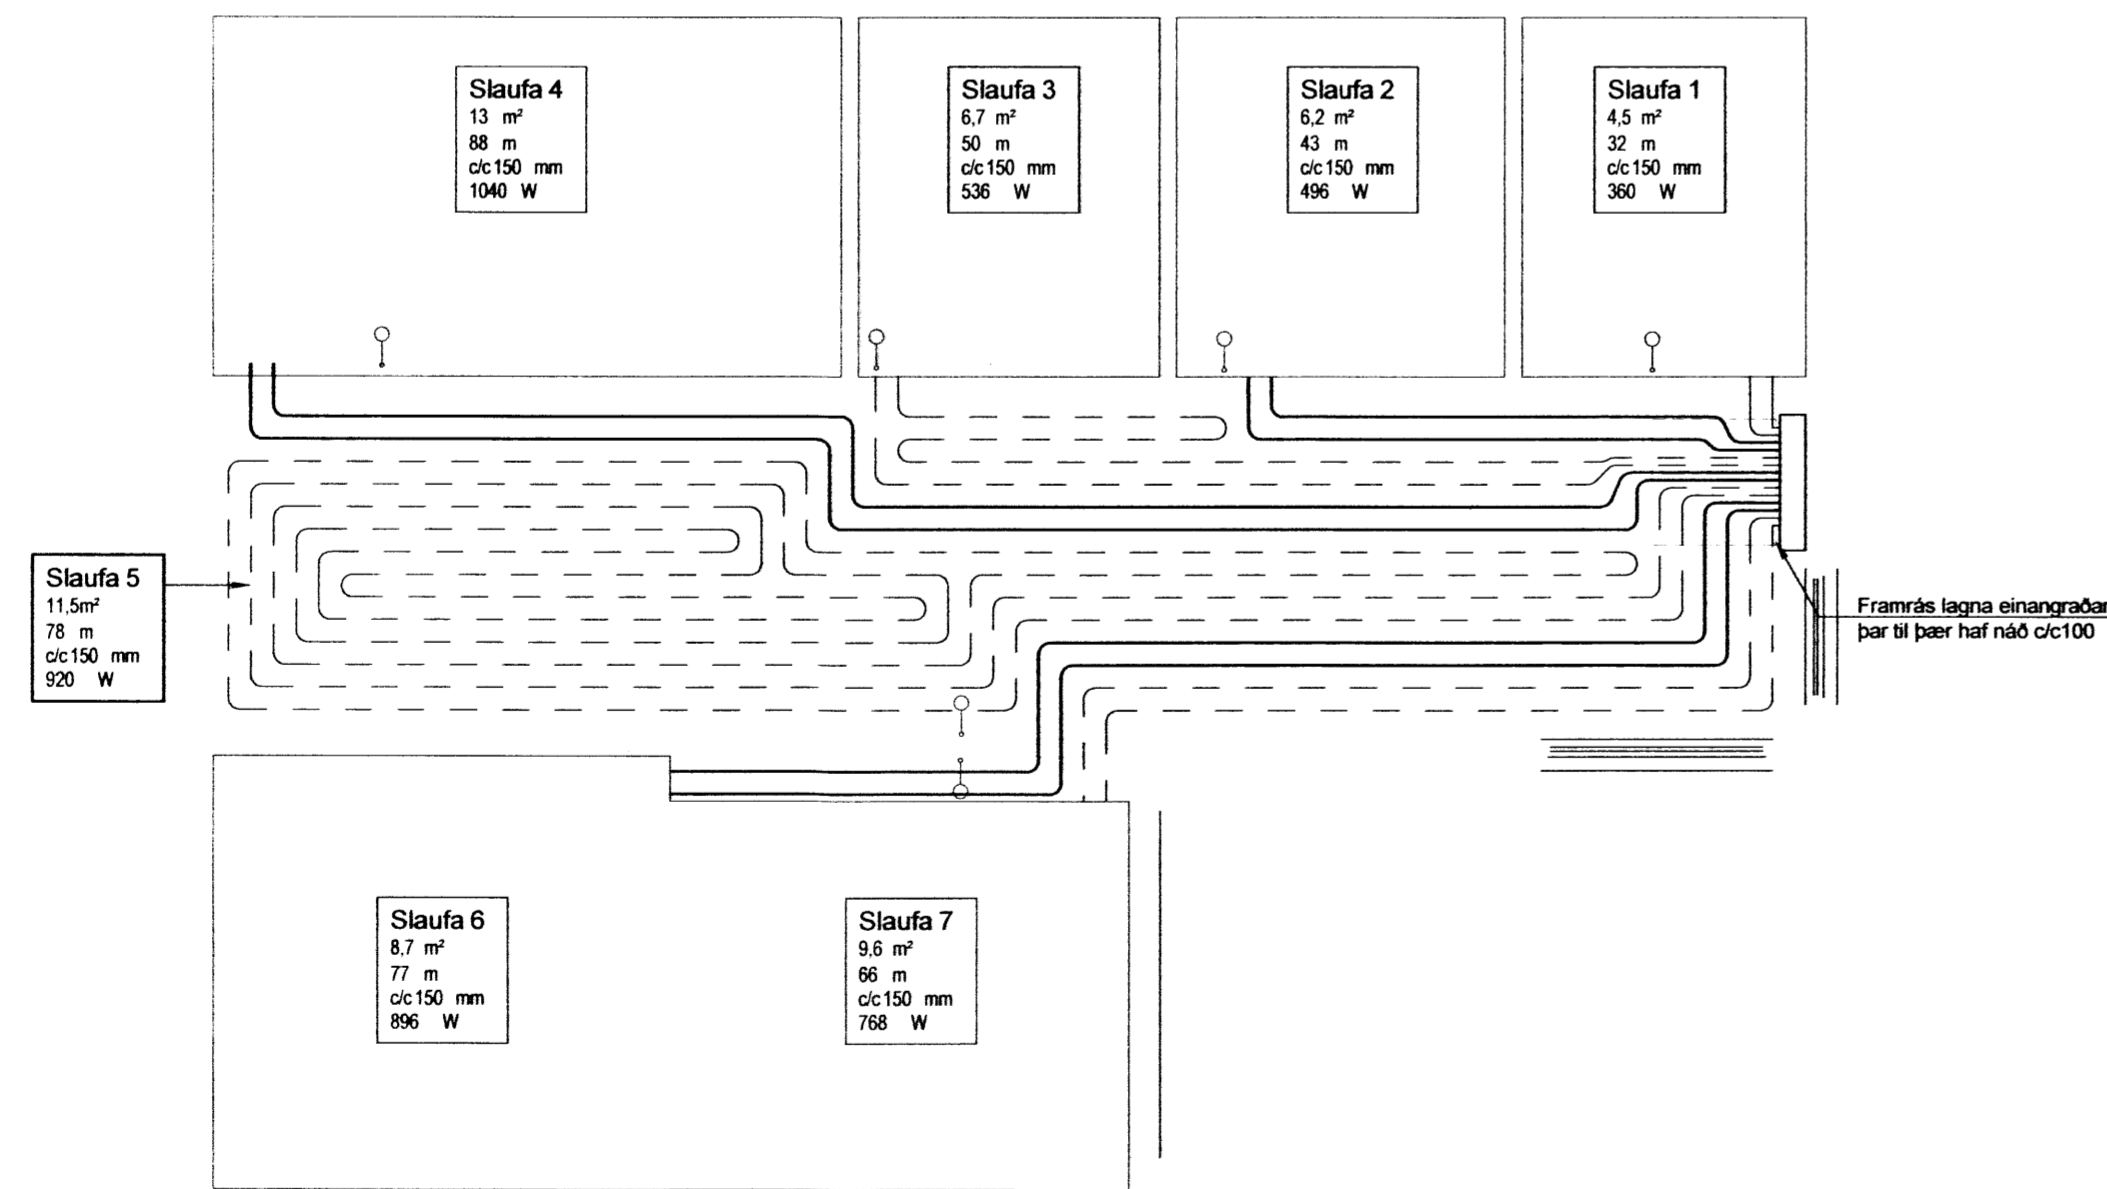 Slaufa 4
13 m²
88 m
c/c 150 mm
1040 W
Slaufa 3
6,7 m²
50 m
c/c 150 mm
536 W
Slaufa 2
6,2 m²
43 m
c/c 150 mm
496 W
Slaufa 1
4,5 m²
32 m
c/c 150 mm
360 W
Slaufa 5
11,5m²
78 m
c/c 150 mm
920 W
Framrás lagna einangraðar
þar til þær haf náð c/c100
Slaufa 6
8,7 m²
77 m
c/c 150 mm
896 W
Slaufa 7
9,6 m²
66 m
c/c 150 mm
768 W